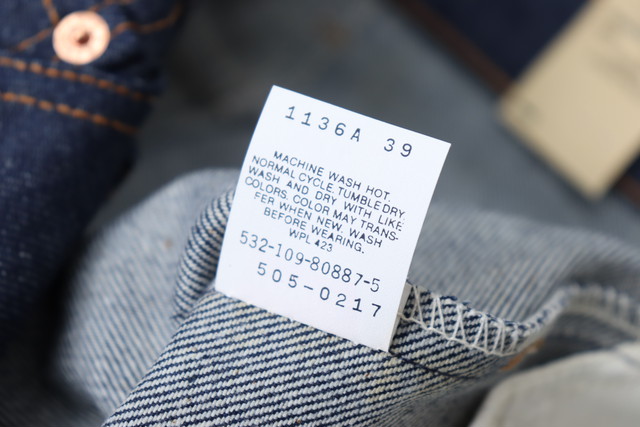 1136A 39
MACHINE WASH HOT,
NORMAL CYCLE, TUMBLE DRY
WASH AND DRY WITH LIKE
COLORS. COLOR MAY TRANS-
FER WHEN NEW. WASH
BEFORE WEARING.
WPL 423
532-109-80887-5
505-0217